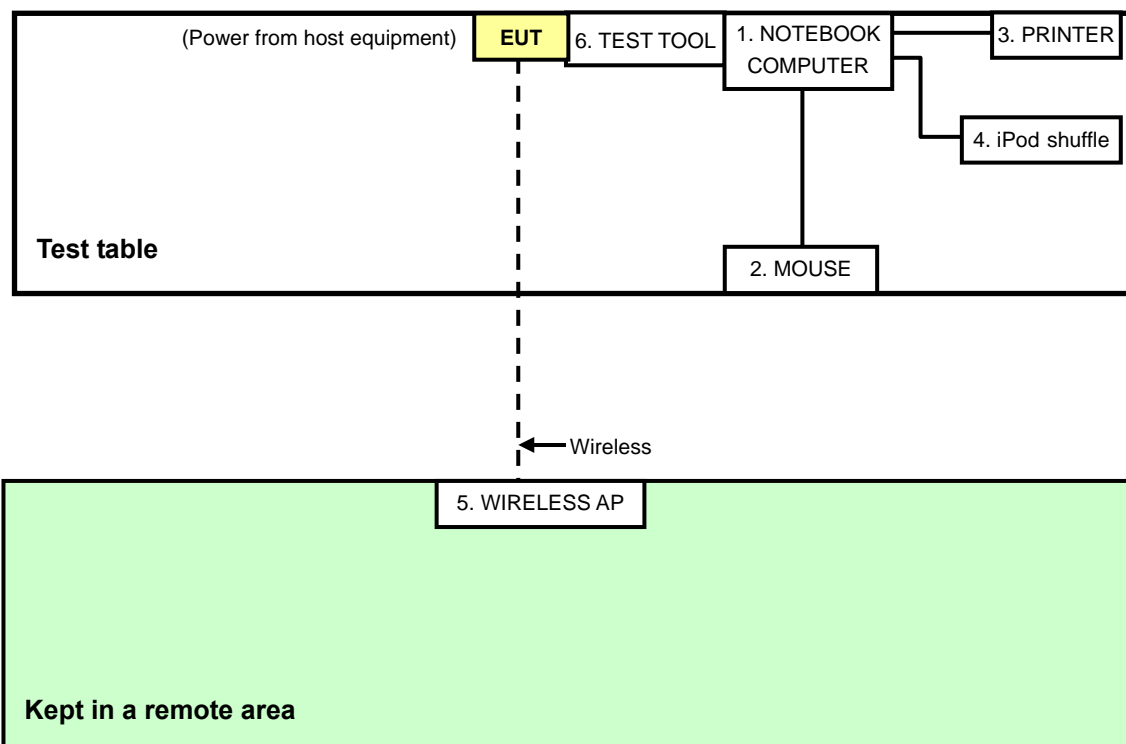 (Power from host equipment)
EUT
6. TEST TOOL
1. NOTEBOOK
COMPUTER
3. PRINTER
4. iPod shuffle
Test table
2. MOUSE
Wireless
5. WIRELESS AP
Kept in a remote area